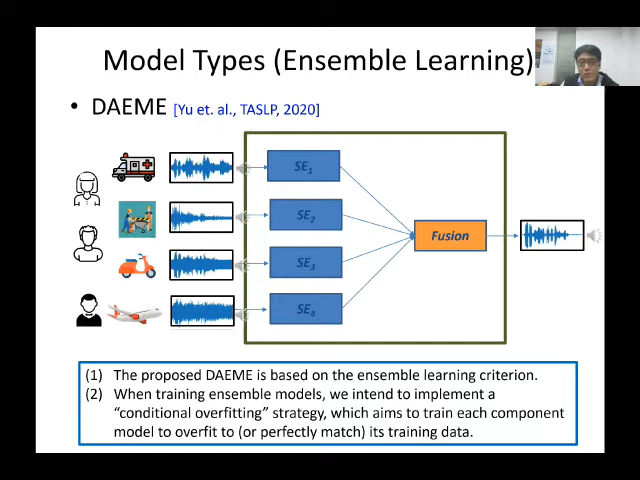 Model Types (Ensemble Learning)
• DAEME [Yu et. al., TASLP, 2020]
SE1
SE2
SE3
SE4
Fusion
(1) The proposed DAEME is based on the ensemble learning criterion.
(2) When training ensemble models, we intend to implement a
“conditional overfitting” strategy, which aims to train each component
model to overfit to (or perfectly match) its training data.